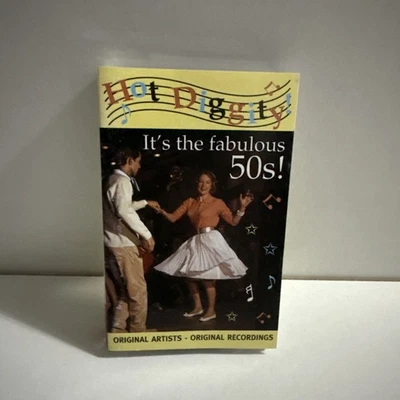 Hot Diggity!
It's the fabulous
50s!
ORIGINAL ARTISTS - ORIGINAL RECORDINGS